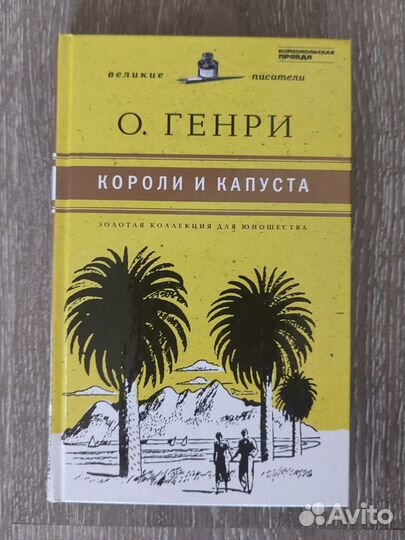 КОМСОМОЛЬСКАЯ
ПРАВДА
великие писатели
О. ГЕНРИ
КОРОЛИ И КАПУСТА
ЗОЛОТАЯ КОЛЛЕКЦИЯ ДЛЯ ЮНОШЕСТВА
Avito